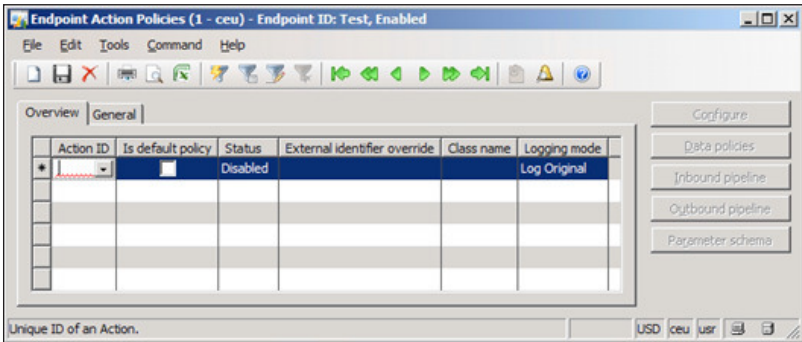 Endpoint Action Policies (1 - ceu) - Endpoint ID: Test, Enabled
File Edit Tools Command Help
Overview General
Action ID Is default policy Status External identifier override Class name Logging mode
Disabled Log Original
Configure
Data policies
Inbound pipeline
Outbound pipeline
Parameter schema
Unique ID of an Action. USD ceu usr